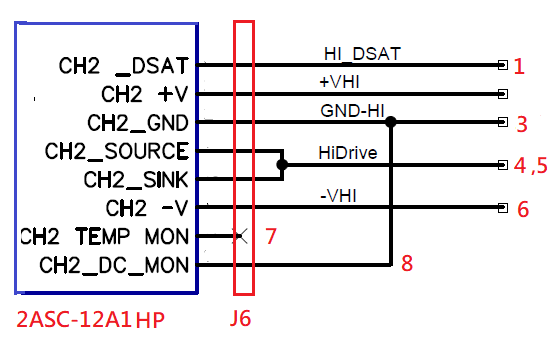 HI_DSAT
CH2 _DSAT 1
+VHI
CH2 +V
GND-HI
CH2_GND 3
CH2_SOURCE
HiDrive 4 ,5
CH2_SINK
-VHI
CH2 -V 6
CH2 TEMP MON 7
CH2_DC_MON 8
2ASC-12A1HP J6